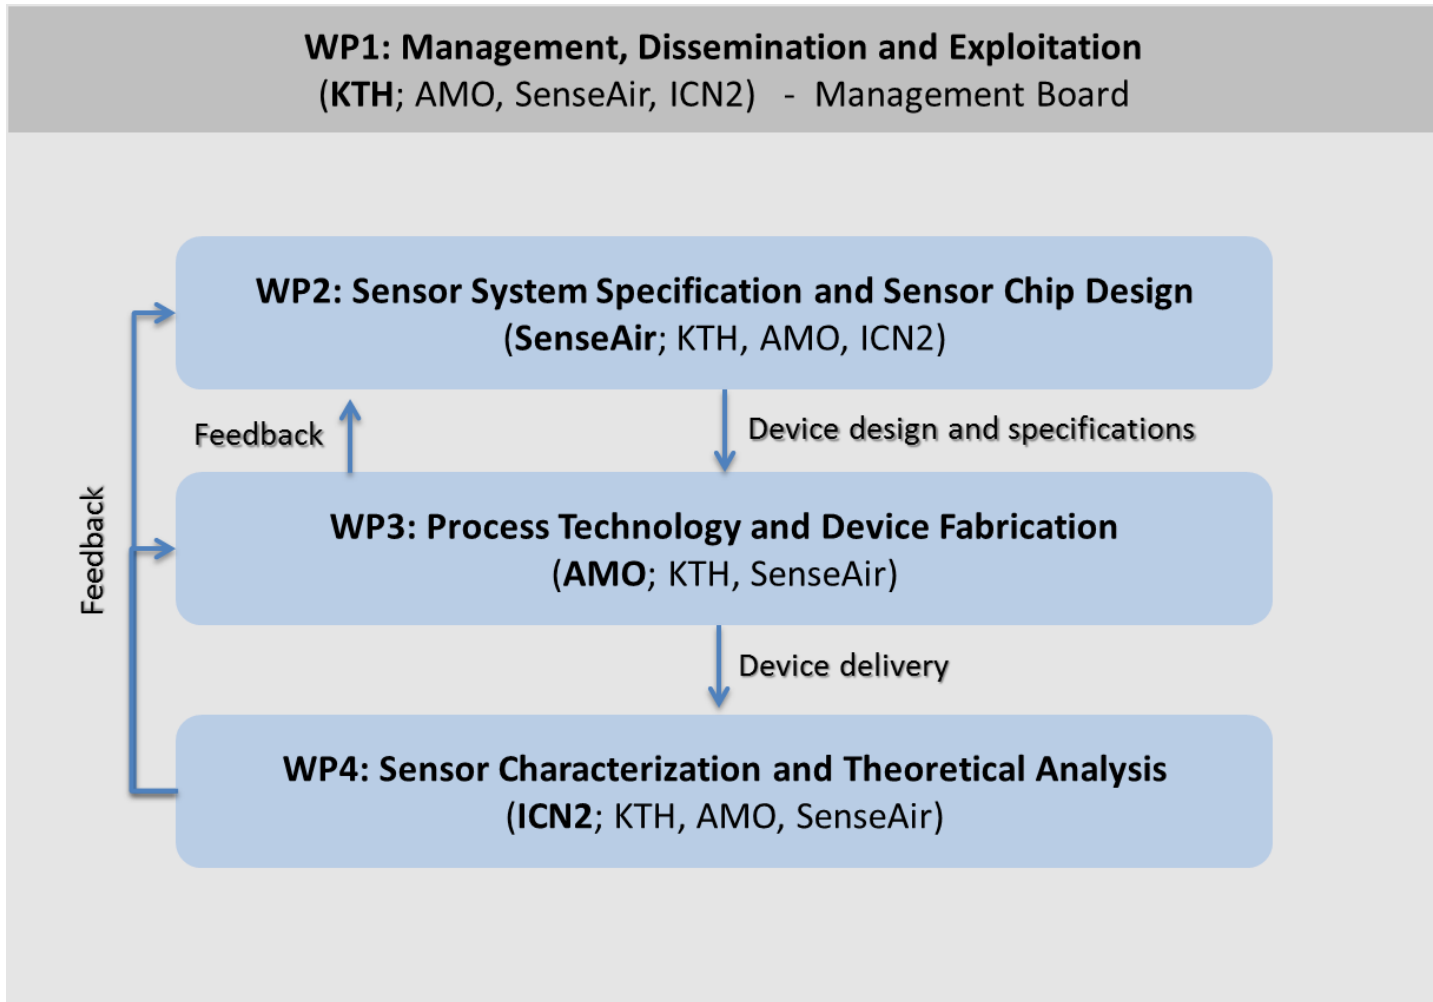 WP1: Management, Dissemination and Exploitation
(KTH; AMO, SenseAir, ICN2) - Management Board
WP2: Sensor System Specification and Sensor Chip Design
(SenseAir; KTH, AMO, ICN2)
Feedback
Device design and specifications
Feedback
WP3: Process Technology and Device Fabrication
(AMO; KTH, SenseAir)
Device delivery
WP4: Sensor Characterization and Theoretical Analysis
(ICN2; KTH, AMO, SenseAir)